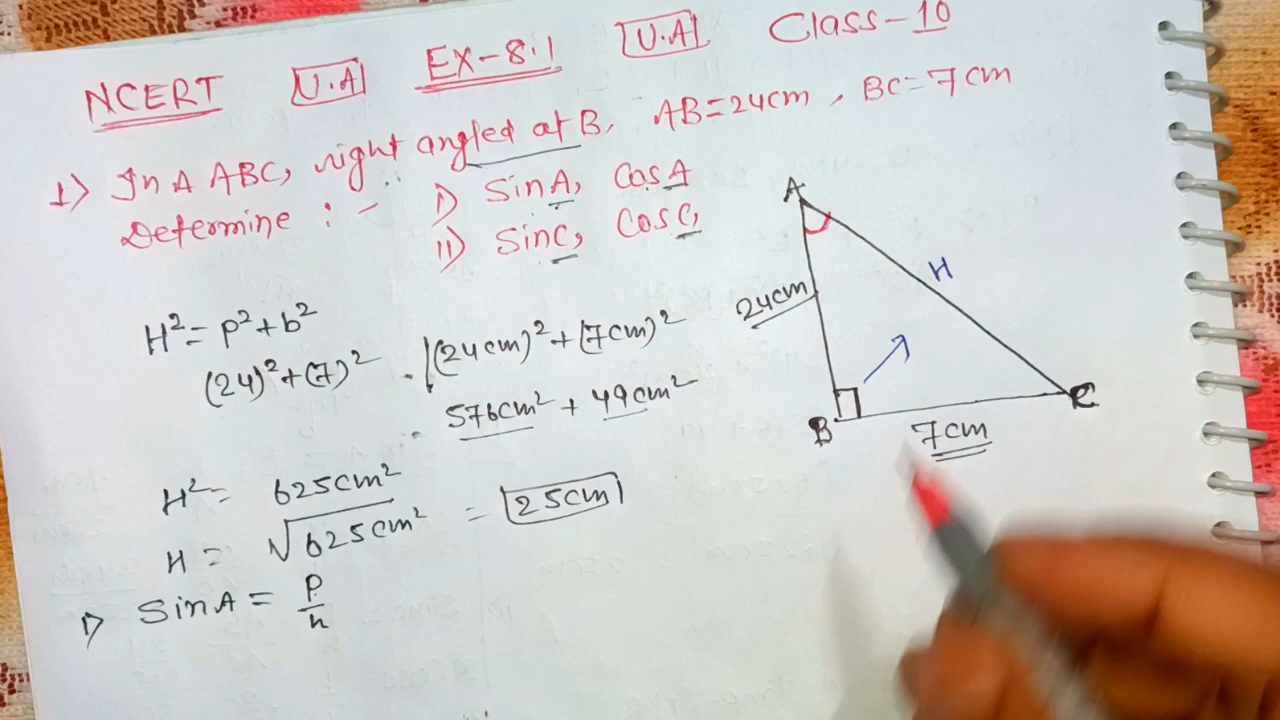 NCERT U.A EX-8.1 U.A Class-10
1) In Δ ABC, right angled at B, AB=24cm, BC=7cm
Determine :- I) SinA, CosA
II) SinC, CosC,
H²= p²+b²
(24)²+(7)² (24cm)²+(7cm)²
576cm² + 49cm²
H²= 625cm²
H = √625cm² = 25cm
I) SinA = P/h
A
H
24cm
B
7cm
C